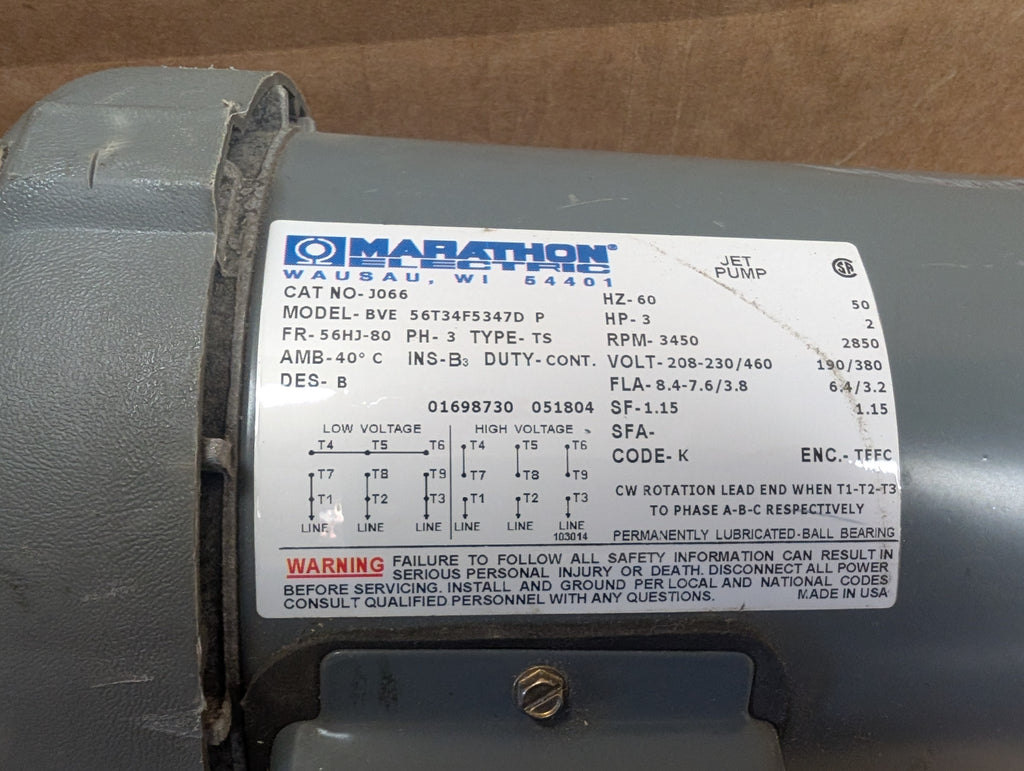 MARATHON®
ELECTRIC
WAUSAU, WI 54401
JET
PUMP
CAT NO- J066
MODEL- BVE 56T34F5347D P
FR- 56HJ-80 PH- 3 TYPE- TS
AMB- 40° C INS-B3 DUTY- CONT.
DES- B
01698730 051804
HZ- 60 50
HP- 3 2
RPM- 3450 2850
VOLT- 208-230/460 190/380
FLA- 8.4-7.6/3.8 6.4/3.2
SF-1.15 1.15
SFA-
CODE- K ENC.- TEFC
LOW VOLTAGE HIGH VOLTAGE
T4 T5 T6 T4 T5 T6
T7 T8 T9 T7 T8 T9
T1 T2 T3 T1 T2 T3
LINE LINE LINE LINE LINE LINE
103014
CW ROTATION LEAD END WHEN T1-T2-T3
TO PHASE A-B-C RESPECTIVELY
PERMANENTLY LUBRICATED-BALL BEARING
WARNING FAILURE TO FOLLOW ALL SAFETY INFORMATION CAN RESULT IN
SERIOUS PERSONAL INJURY OR DEATH. DISCONNECT ALL POWER
BEFORE SERVICING. INSTALL AND GROUND PER LOCAL AND NATIONAL CODES
CONSULT QUALIFIED PERSONNEL WITH ANY QUESTIONS. MADE IN USA